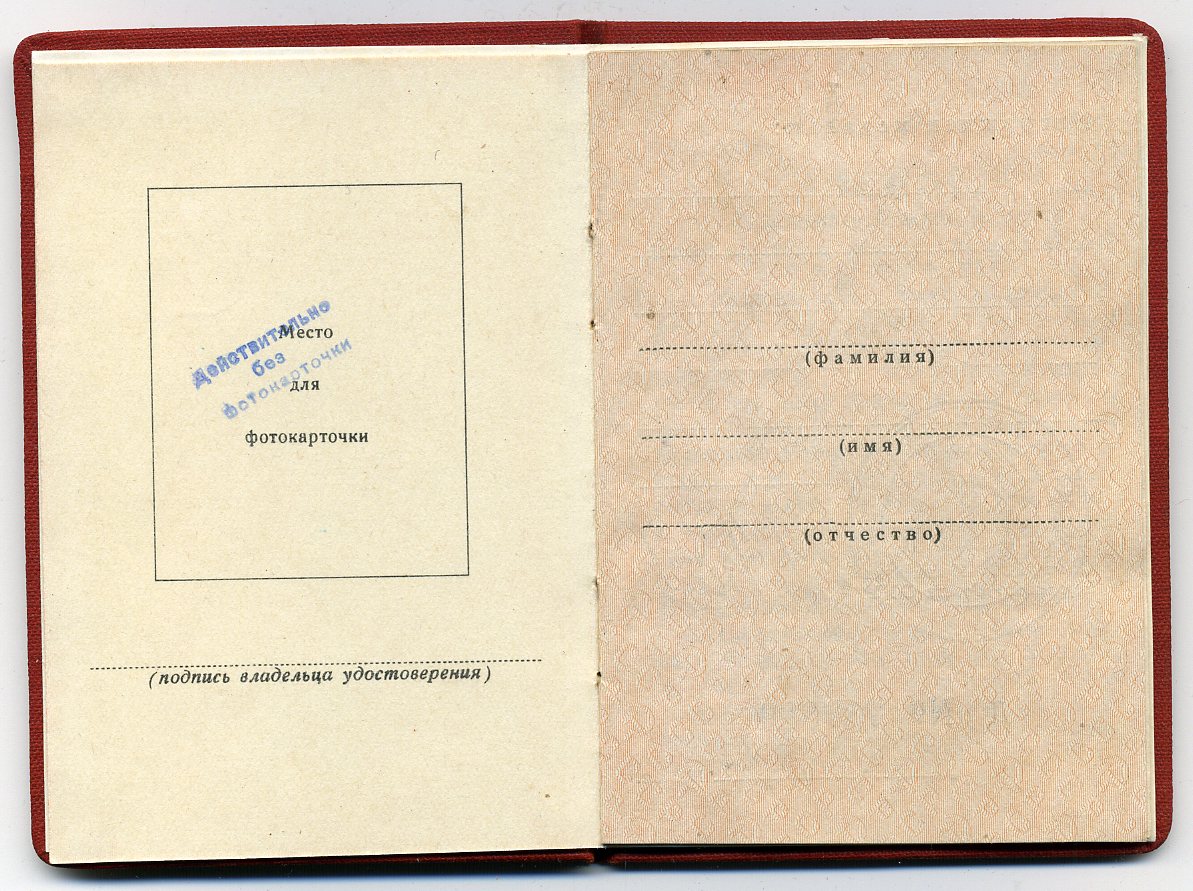 Место
для
фотокарточки
Действительно
без
фотокарточки
(подпись владельца удостоверения)
(фамилия)
(имя)
(отчество)